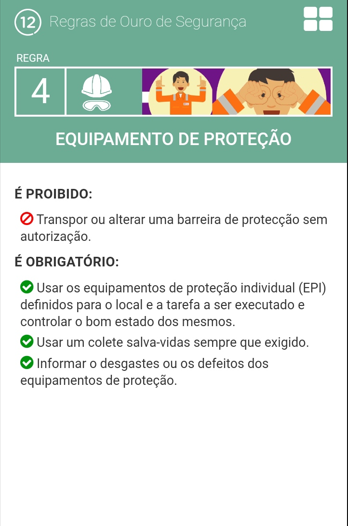 12 Regras de Ouro de Segurança
REGRA
4
EQUIPAMENTO DE PROTEÇÃO
É PROIBIDO:
Transpor ou alterar uma barreira de protecção sem
autorização.
É OBRIGATÓRIO:
Usar os equipamentos de proteção individual (EPI)
definidos para o local e a tarefa a ser executado e
controlar o bom estado dos mesmos.
Usar um colete salva-vidas sempre que exigido.
Informar o desgastes ou os defeitos dos
equipamentos de proteção.